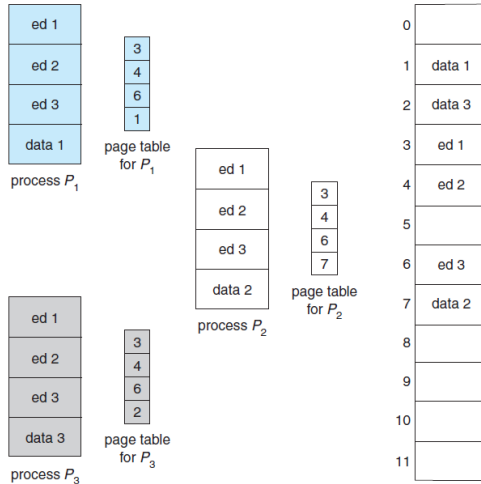 ed 1
ed 2
ed 3
data 1
process P1
3
4
6
1
page table
for P1
ed 1
ed 2
ed 3
data 2
process P2
3
4
6
7
page table
for P2
ed 1
ed 2
ed 3
data 3
process P3
3
4
6
2
page table
for P3
0
1 data 1
2 data 3
3 ed 1
4 ed 2
5
6 ed 3
7 data 2
8
9
10
11